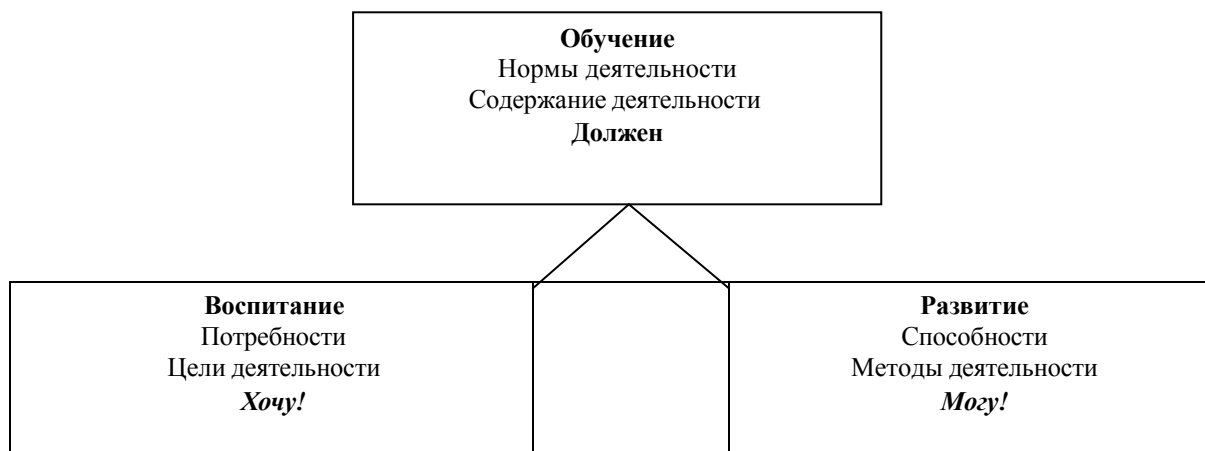 Обучение
Нормы деятельности
Содержание деятельности
Должен
Воспитание
Потребности
Цели деятельности
Хочу!
Развитие
Способности
Методы деятельности
Могу!